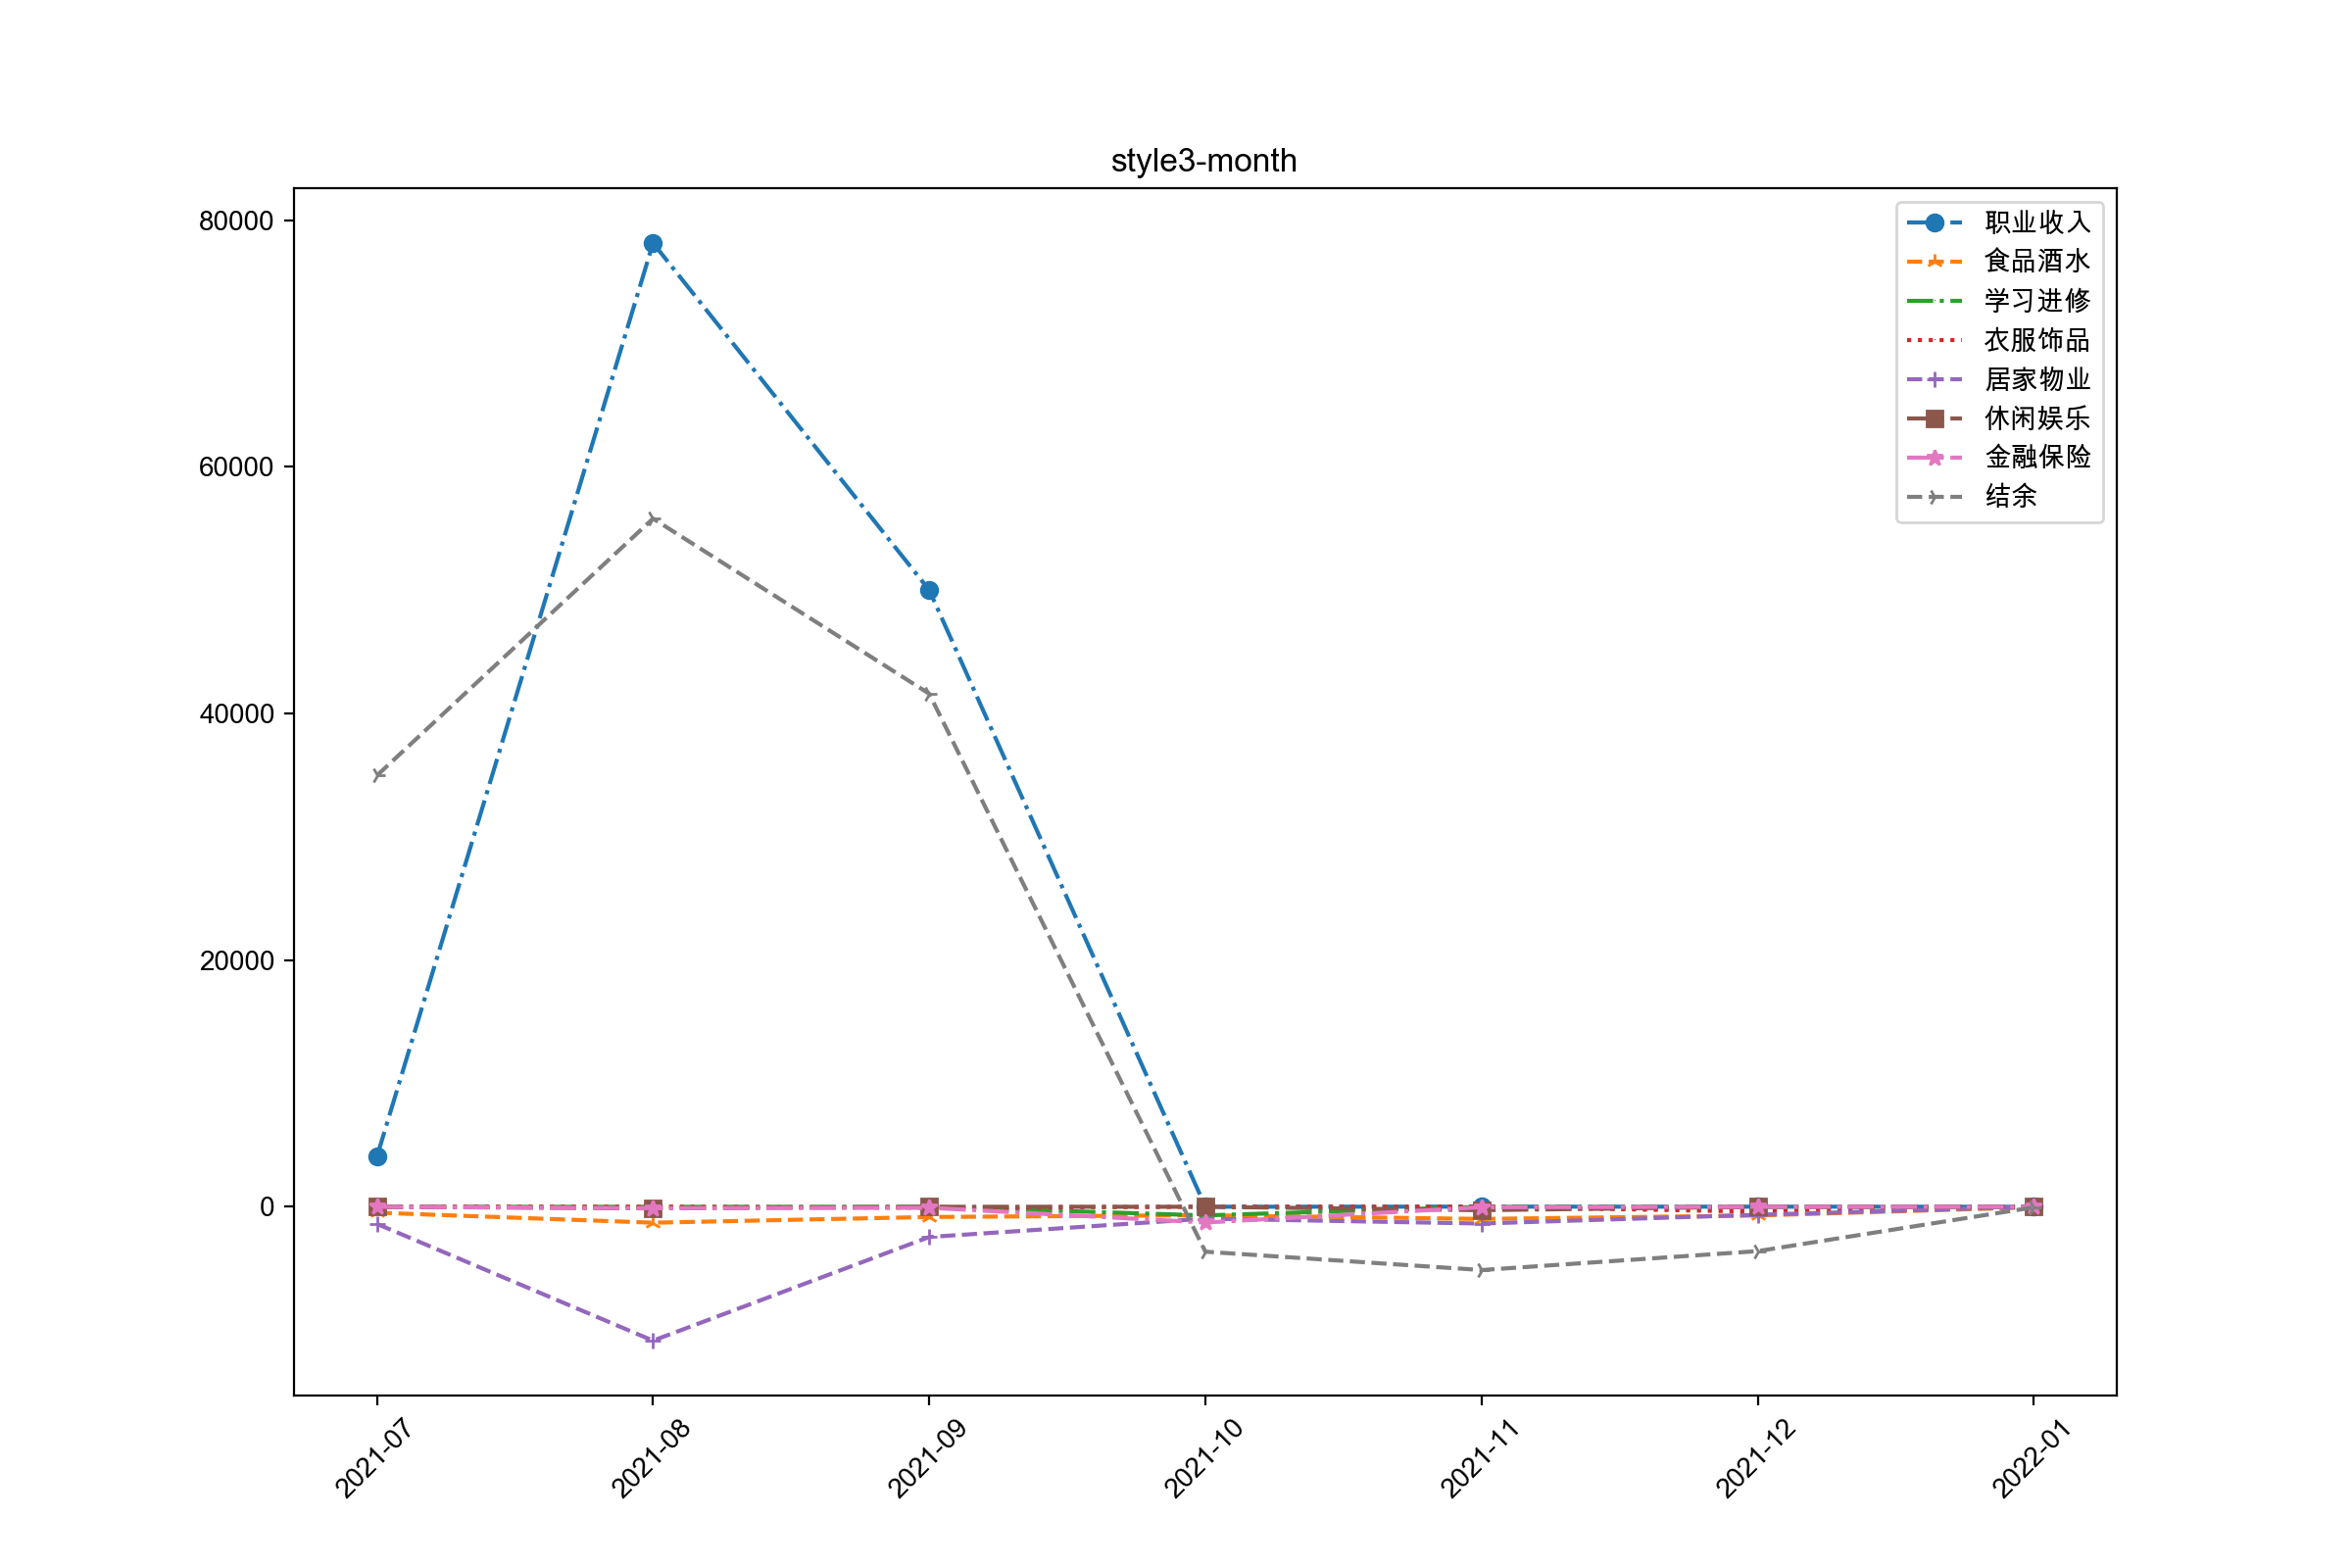 style3-month
80000
60000
40000
20000
0
职业收入
食品酒水
学习进修
衣服饰品
居家物业
休闲娱乐
金融保险
结余
2021-07
2021-08
2021-09
2021-10
2021-11
2021-12
2022-01